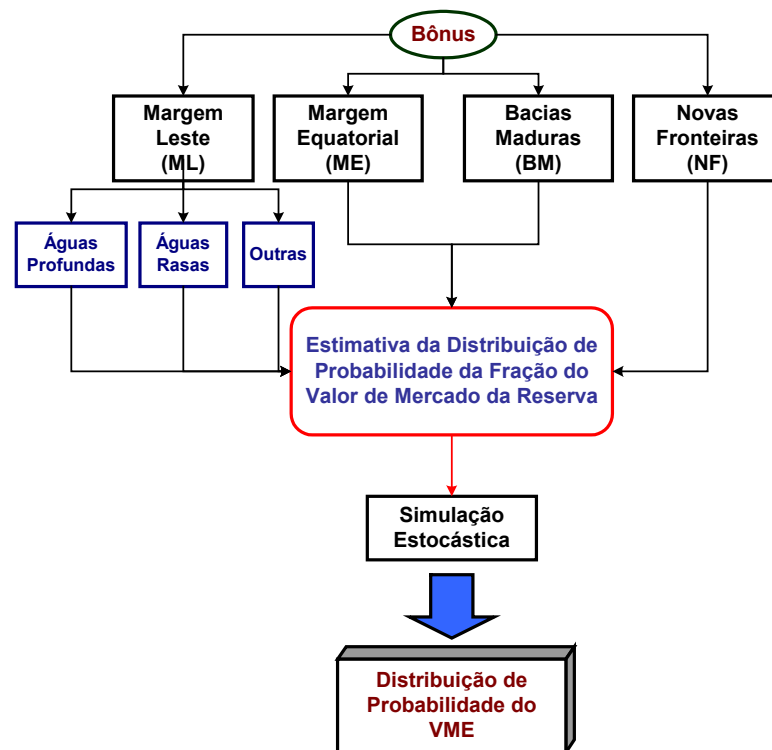 Bônus
Margem
Leste
(ML)
Margem
Equatorial
(ME)
Bacias
Maduras
(BM)
Novas
Fronteiras
(NF)
Águas
Profundas
Águas
Rasas
Outras
Estimativa da Distribuição de
Probabilidade da Fração do
Valor de Mercado da Reserva
Simulação
Estocástica
Distribuição de
Probabilidade do
VME